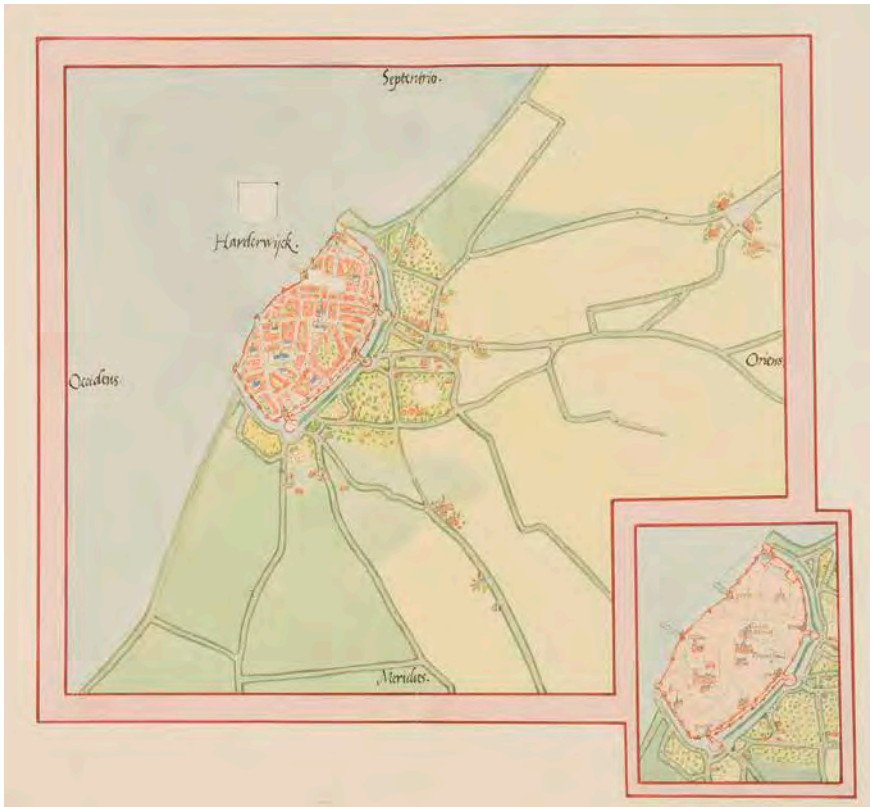 Septentrio.
Harderwijck.
Occidens.
Oriens.
Meridies.